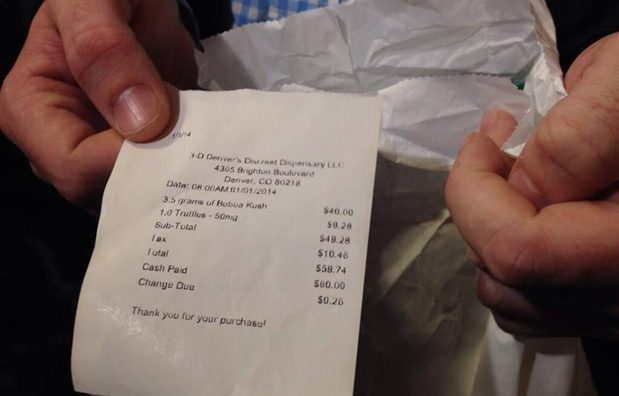 3-D Denver's Discreet Dispensary LLC
4305 Brighton Boulevard
Denver, CO 80216
Date: 08:00AM 01/01/2014
3.5 grams of Bubba Kush $40.00
1.0 Truffles - 50mg $9.28
Sub-Total $49.28
Tax $10.46
Total $59.74
Cash Paid $60.00
Change Due $0.26
Thank you for your purchase!